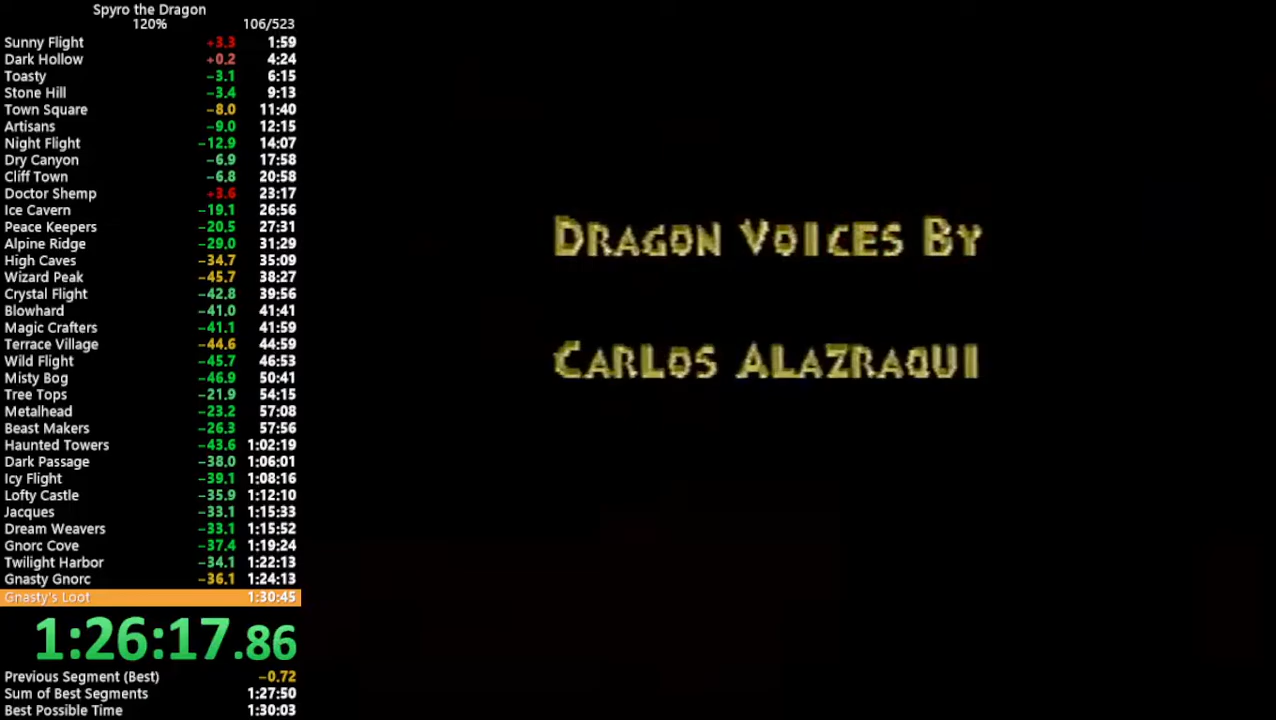 Spyro the Dragon
120% 106/523
Sunny Flight +3.3 1:59
Dark Hollow +0.2 4:24
Toasty −3.1 6:15
Stone Hill −3.4 9:13
Town Square −8.0 11:40
Artisans −9.0 12:15
Night Flight −12.9 14:07
Dry Canyon −6.9 17:58
Cliff Town −6.8 20:58
Doctor Shemp +3.6 23:17
Ice Cavern −19.1 26:56
Peace Keepers −20.5 27:31
Alpine Ridge −29.0 31:29
High Caves −34.7 35:09
Wizard Peak −45.7 38:27
Crystal Flight −42.8 39:56
Blowhard −41.0 41:41
Magic Crafters −41.1 41:59
Terrace Village −44.6 44:59
Wild Flight −45.7 46:53
Misty Bog −46.9 50:41
Tree Tops −21.9 54:15
Metalhead −23.2 57:08
Beast Makers −26.3 57:56
Haunted Towers −43.6 1:02:19
Dark Passage −38.0 1:06:01
Icy Flight −39.1 1:08:16
Lofty Castle −35.9 1:12:10
Jacques −33.1 1:15:33
Dream Weavers −33.1 1:15:52
Gnorc Cove −37.4 1:19:24
Twilight Harbor −34.1 1:22:13
Gnasty Gnorc −36.1 1:24:13
Gnasty's Loot 1:30:45
1:26:17.86
Previous Segment (Best) −0.72
Sum of Best Segments 1:27:50
Best Possible Time 1:30:03
Dragon Voices By
Carlos Alazraqui